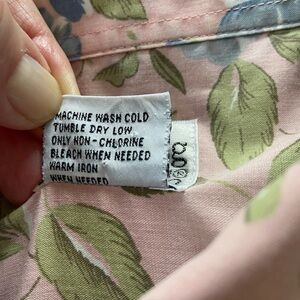 MACHINE WASH COLD
TUMBLE DRY LOW
ONLY NON-CHLORINE
BLEACH WHEN NEEDED
WARM IRON
WHEN NEEDED